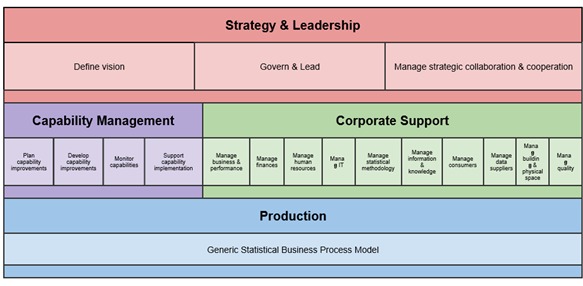 Strategy & Leadership
Define vision
Govern & Lead
Manage strategic collaboration & cooperation
Capability Management
Corporate Support
Plan
capability
improvements
Develop
capability
improvements
Monitor
capabilities
Support
capability
implementation
Manage
business &
performance
Manage
finances
Manage
human
resources
Mana
g IT
Manage
statistical
methodology
Manage
information
&
knowledge
Manage
consumers
Manage
data
suppliers
Mana
g
buildin
g &
physical
space
Mana
g
quality
Production
Generic Statistical Business Process Model